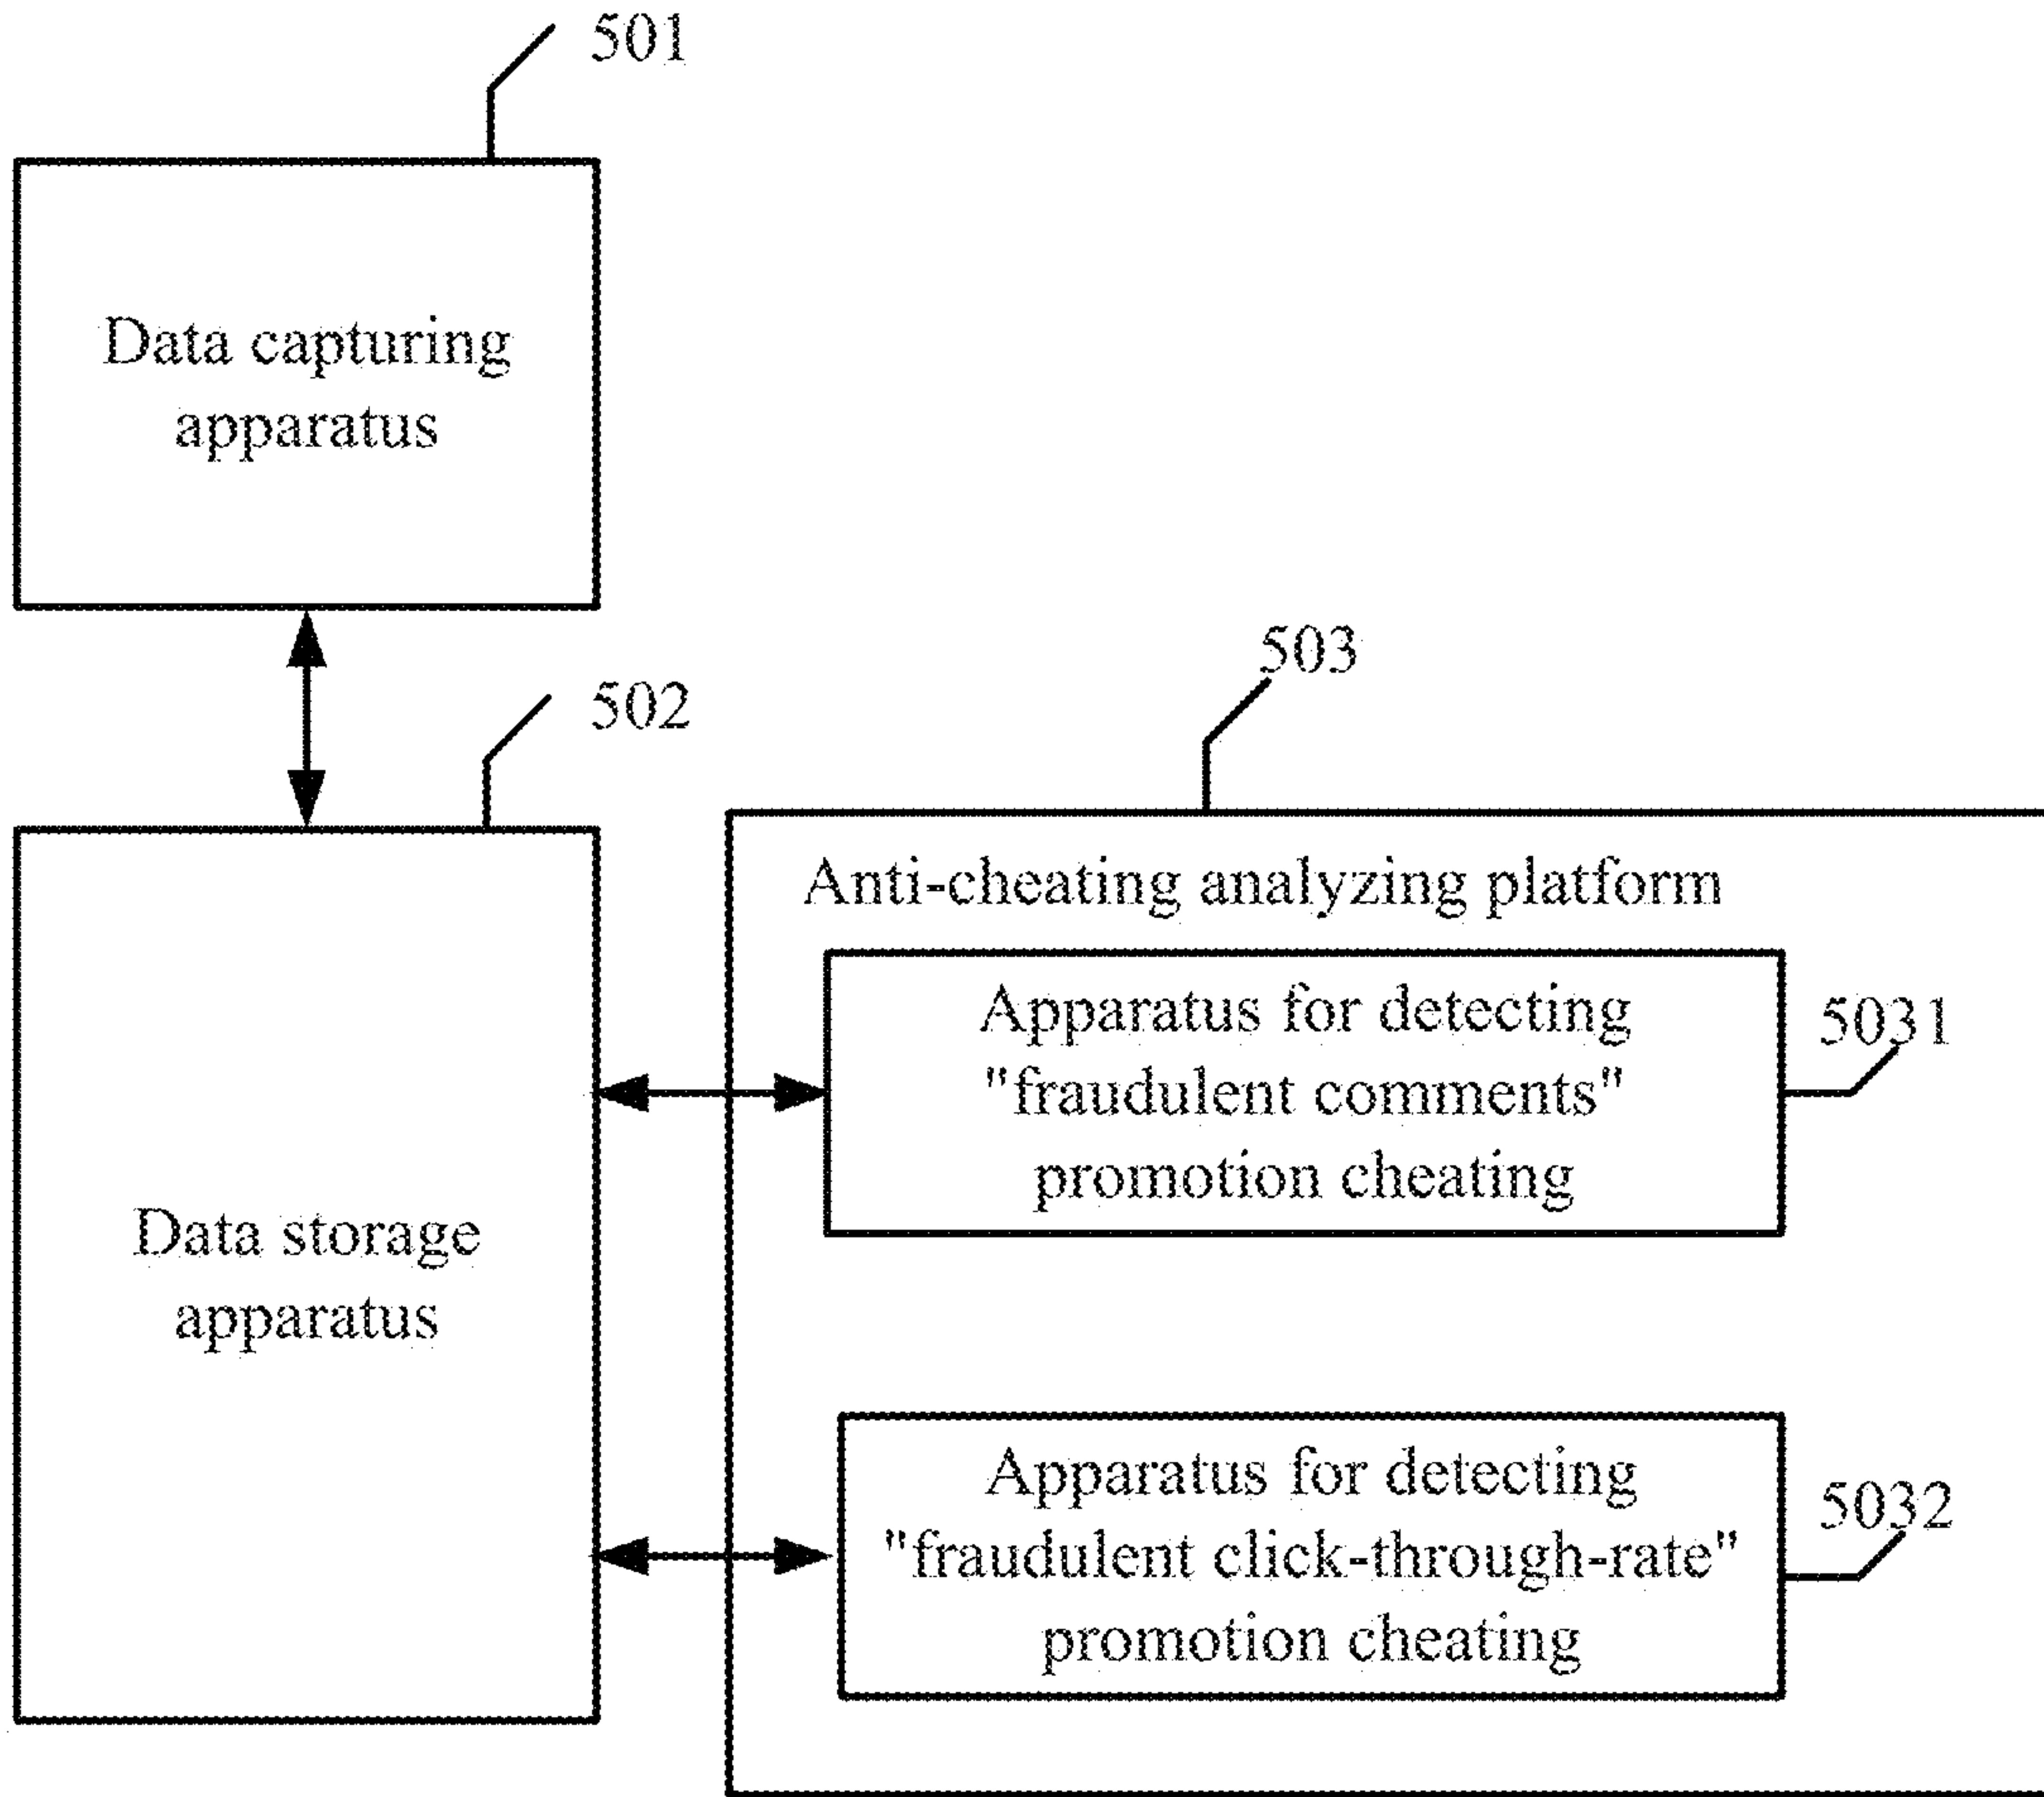 501
Data capturing
apparatus
502
503
Anti-cheating analyzing platform
Apparatus for detecting
"fraudulent comments"
promotion cheating
5031
Data storage
apparatus
Apparatus for detecting
"fraudulent click-through-rate"
promotion cheating
5032